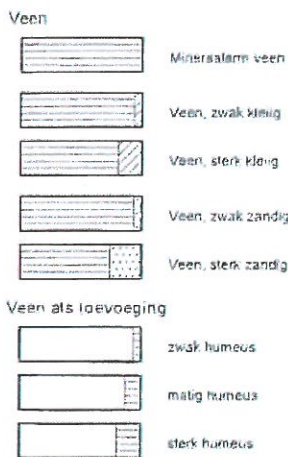 Veen
Mineraalarm veen
Veen, zwak kleiig
Veen, sterk kleiig
Veen, zwak zandig
Veen, sterk zandig
Veen als toevoeging
zwak humeus
matig humeus
sterk humeus